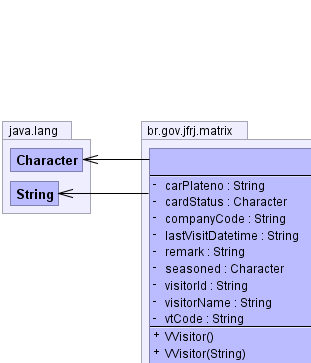 java.lang
br.gov.jfrj.matrix
Character
String
- carPlateno : String
- cardStatus : Character
- companyCode : String
- lastVisitDatetime : String
- remark : String
- seasoned : Character
- visitorId : String
- visitorName : String
- vtCode : String
+ VVisitor()
+ VVisitor(String)